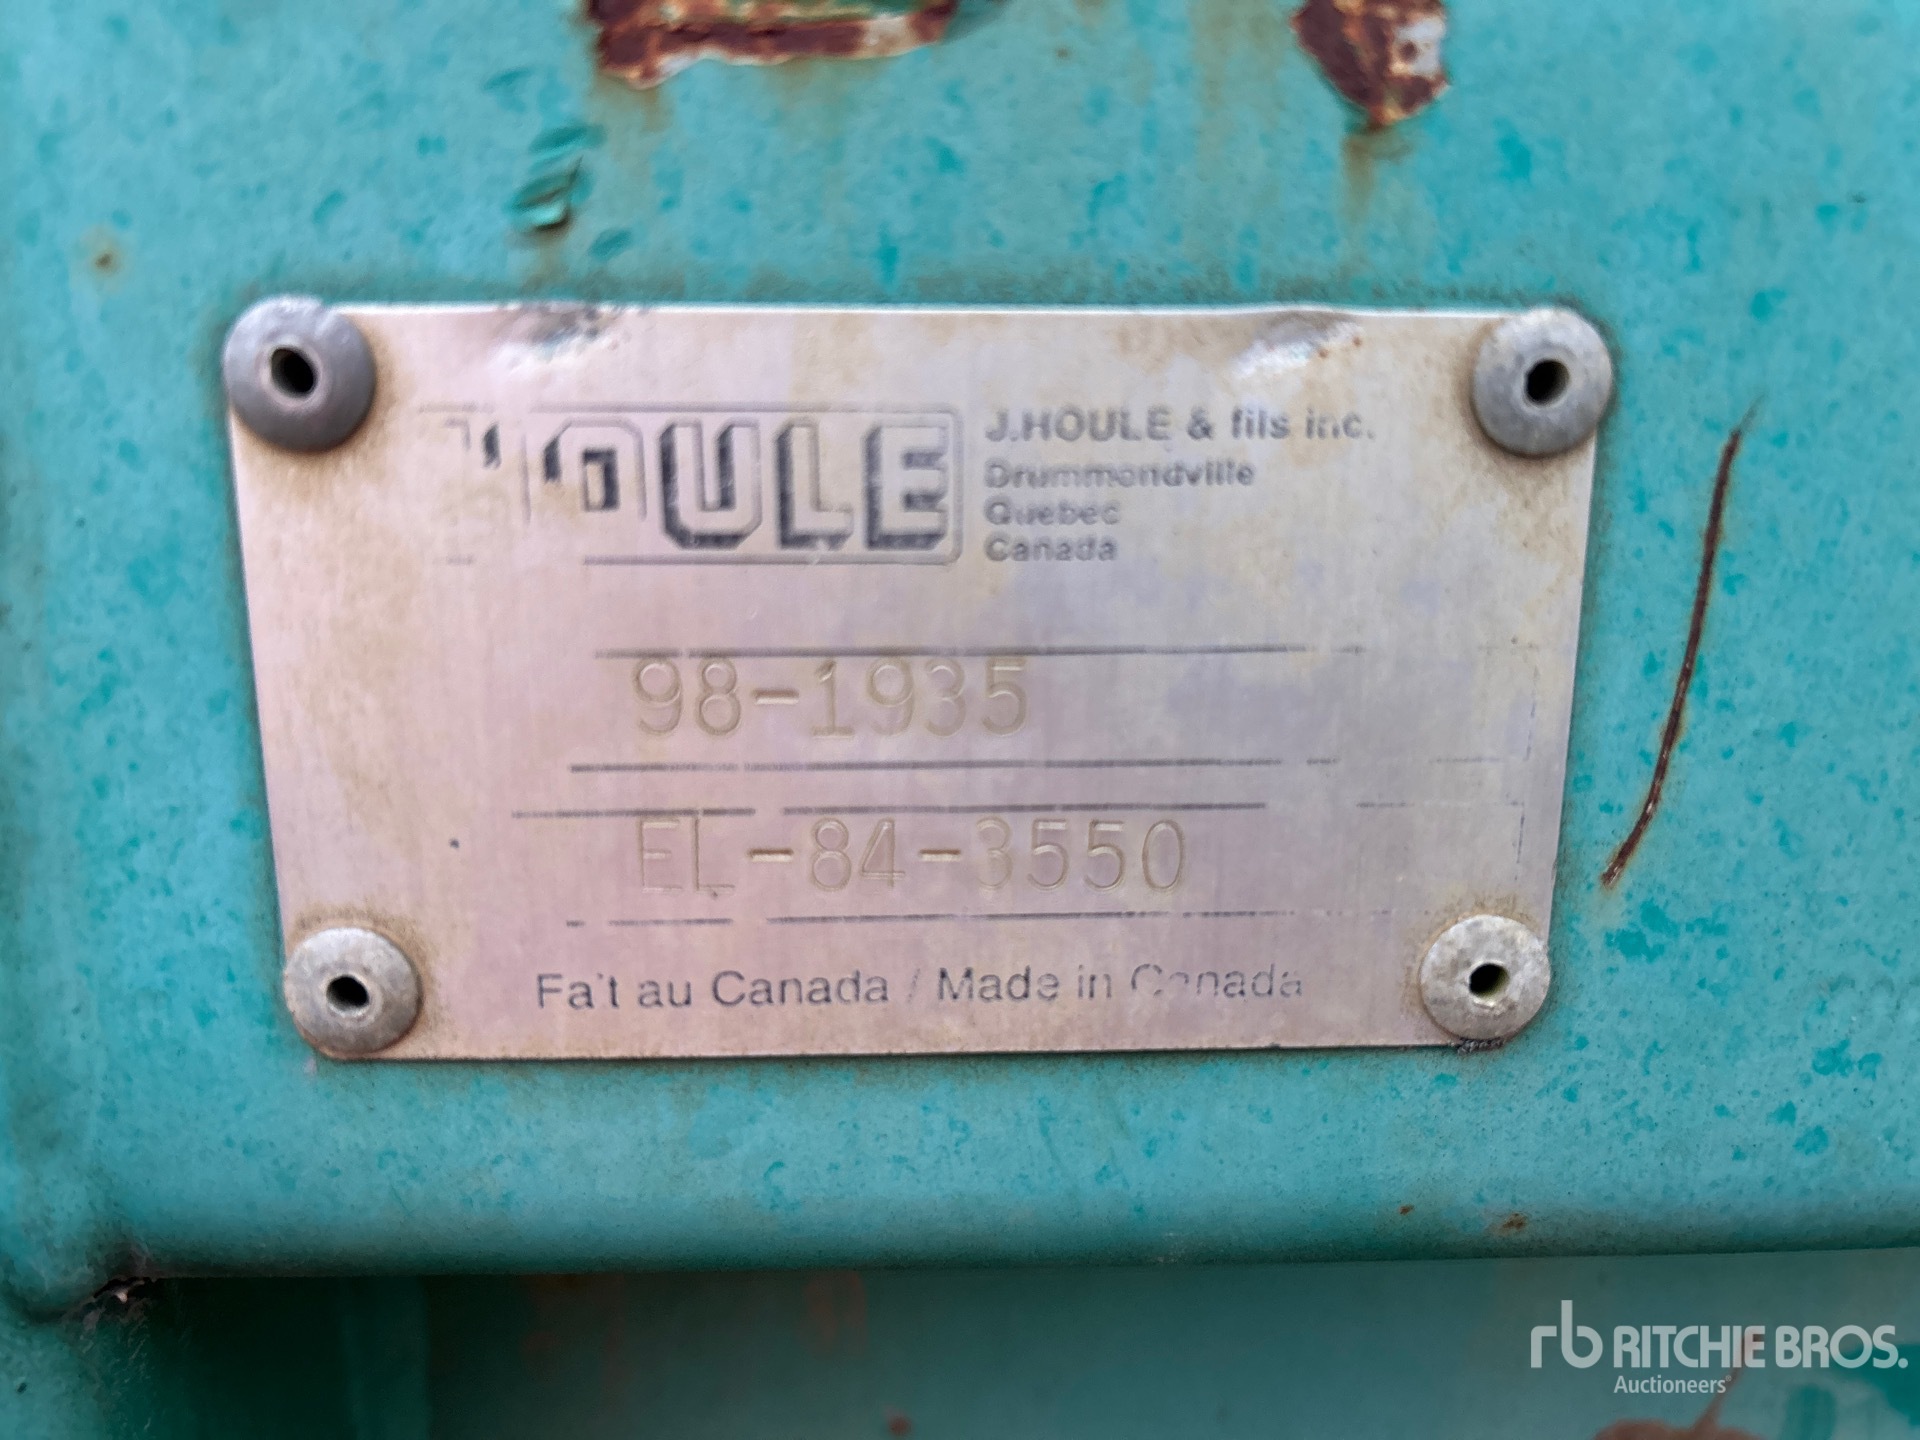 HOULE
J.HOULE & fils inc.
Drummondville
Quebec
Canada
98-1935
EL-84-3550
Fait au Canada / Made in Canada
rb RITCHIE BROS.
Auctioneers